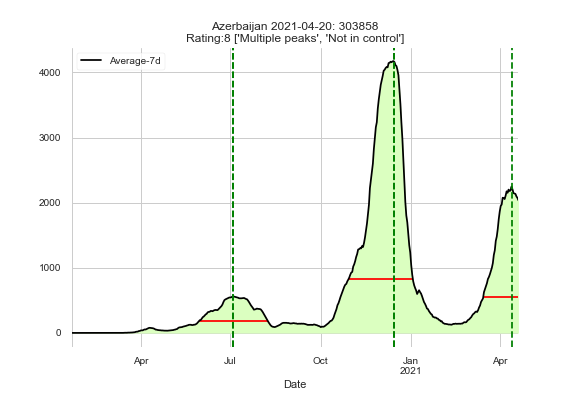 Azerbaijan 2021-04-20: 303858
Rating:8 ['Multiple peaks', 'Not in control']
Average-7d
4000
3000
2000
1000
0
Apr Jul Oct Jan Apr
2021
Date